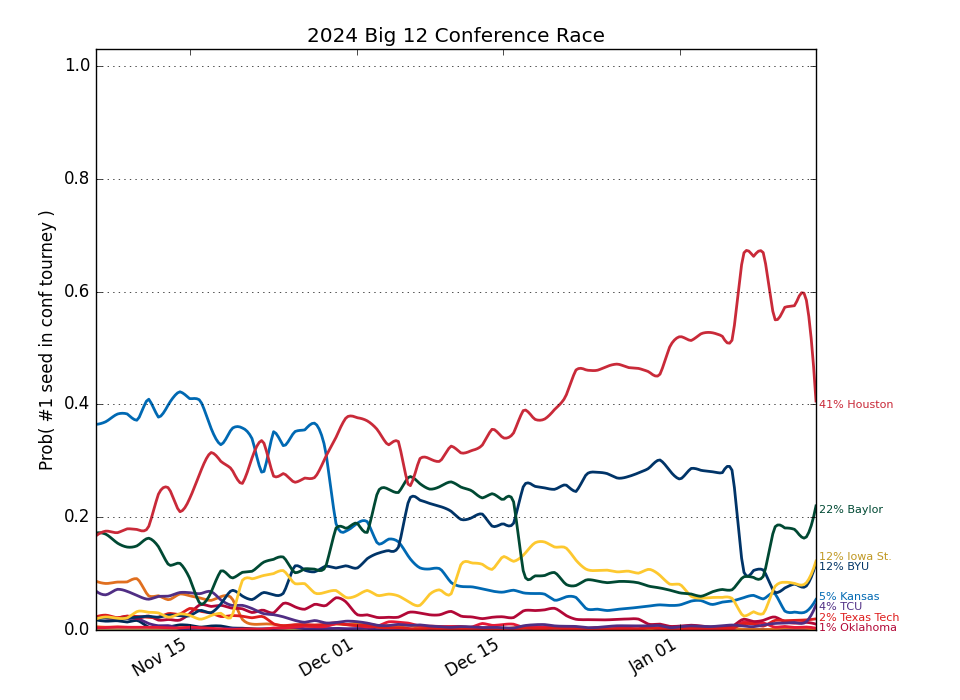 2024 Big 12 Conference Race
Prob( #1 seed in conf tourney )
1.0
0.8
0.6
0.4
0.2
0.0
Nov 15
Dec 01
Dec 15
Jan 01
41% Houston
22% Baylor
12% Iowa St.
12% BYU
5% Kansas
4% TCU
2% Texas Tech
1% Oklahoma